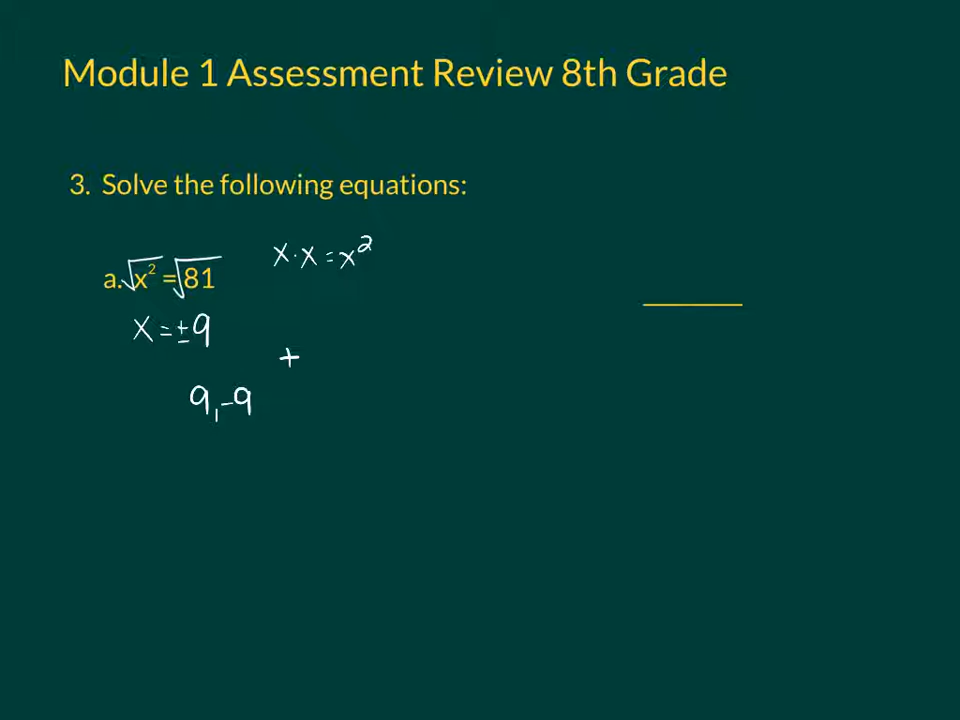 Module 1 Assessment Review 8th Grade
3. Solve the following equations:
x·x=x²
a. √x² = √81
x=±9
+
9,-9